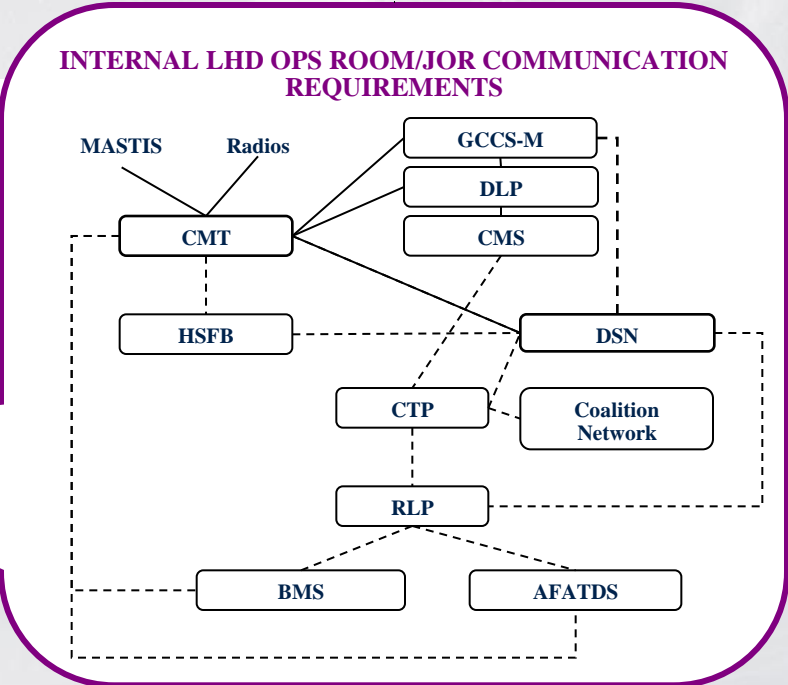 INTERNAL LHD OPS ROOM/JOR COMMUNICATION
REQUIREMENTS
MASTIS
Radios
GCCS-M
DLP
CMT
CMS
HSFB
DSN
CTP
Coalition
Network
RLP
BMS
AFATDS